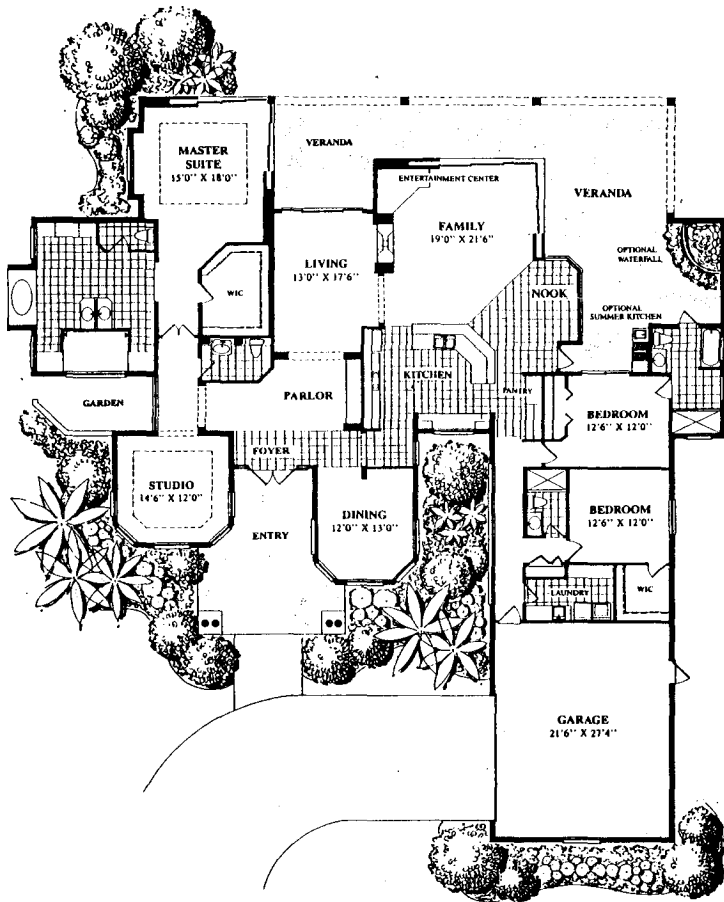 MASTER
SUITE
15'0'' X 18'0''
VERANDA
ENTERTAINMENT CENTER
VERANDA
FAMILY
19'0'' X 21'6''
LIVING
13'0'' X 17'6''
OPTIONAL
WATERFALL
WIC
NOOK
OPTIONAL
SUMMER KITCHEN
KITCHEN
PANTRY
GARDEN
PARLOR
BEDROOM
12'6'' X 12'0''
FOYER
STUDIO
14'6'' X 12'0''
DINING
12'0'' X 13'0''
ENTRY
BEDROOM
12'6'' X 12'0''
LAUNDRY
WIC
GARAGE
21'6'' X 27'4''